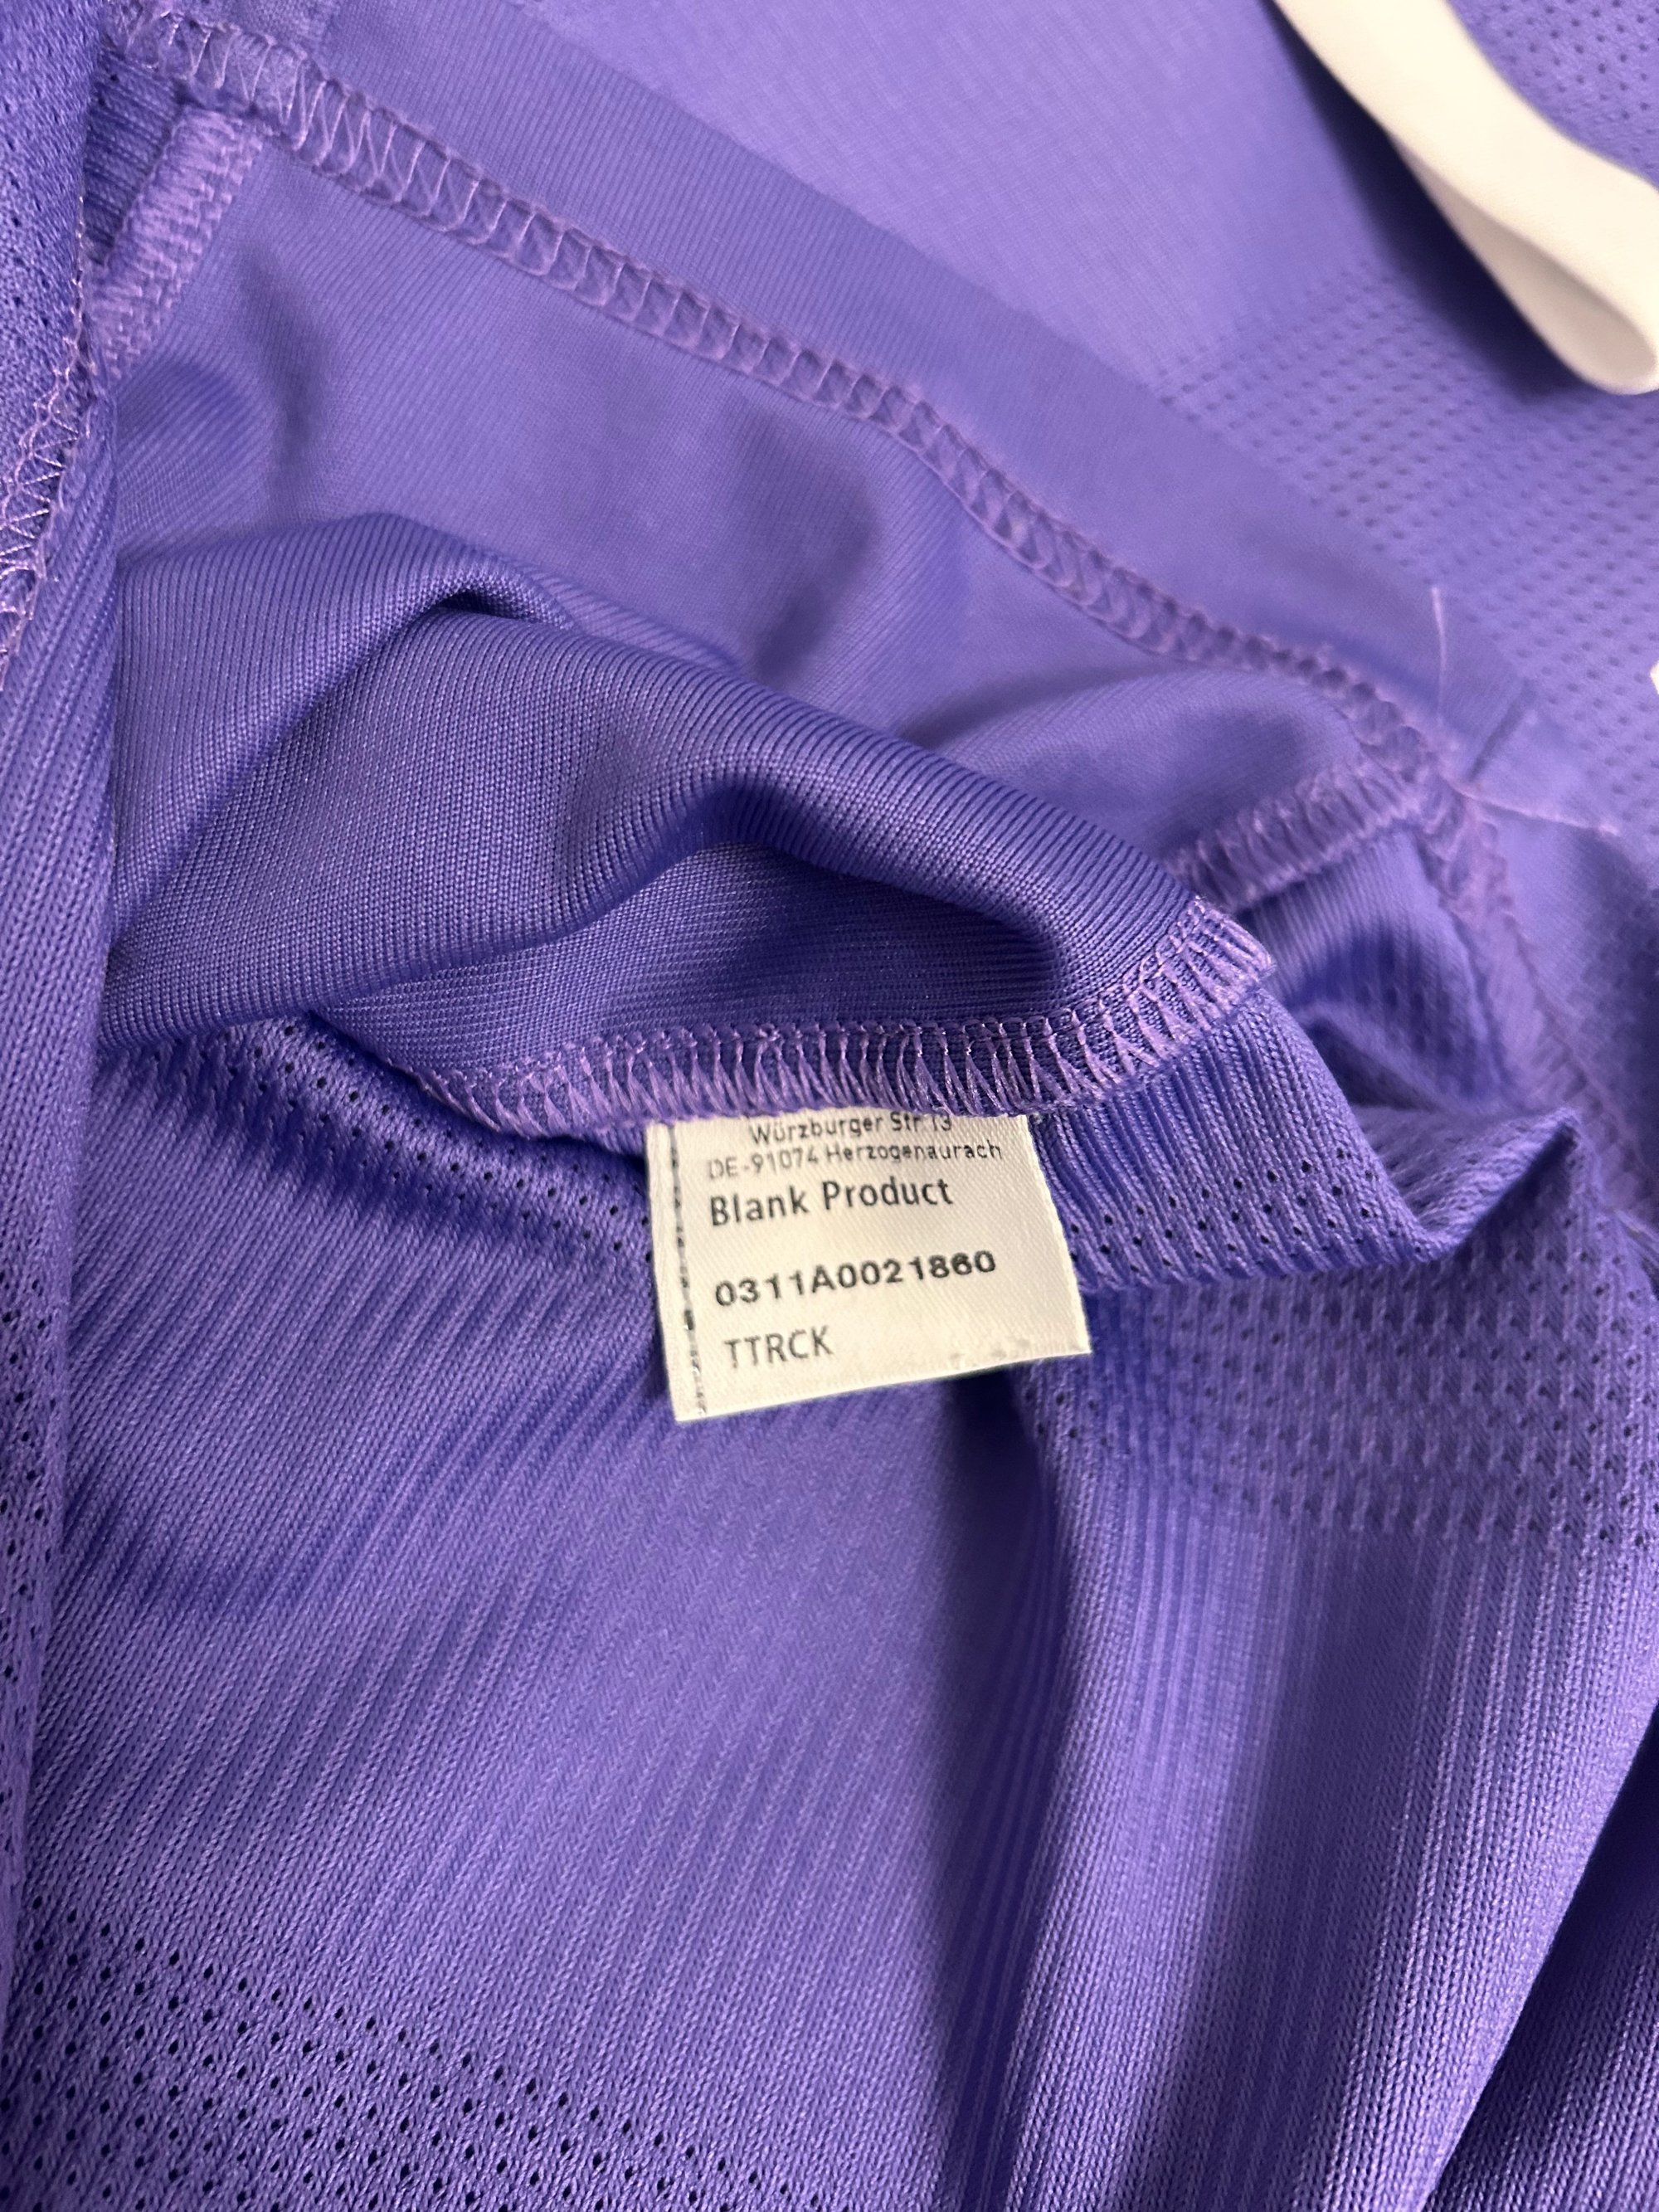 Würzburger Str 13
DE-91074 Herzogenaurach
Blank Product
0311A0021860
TTRCK